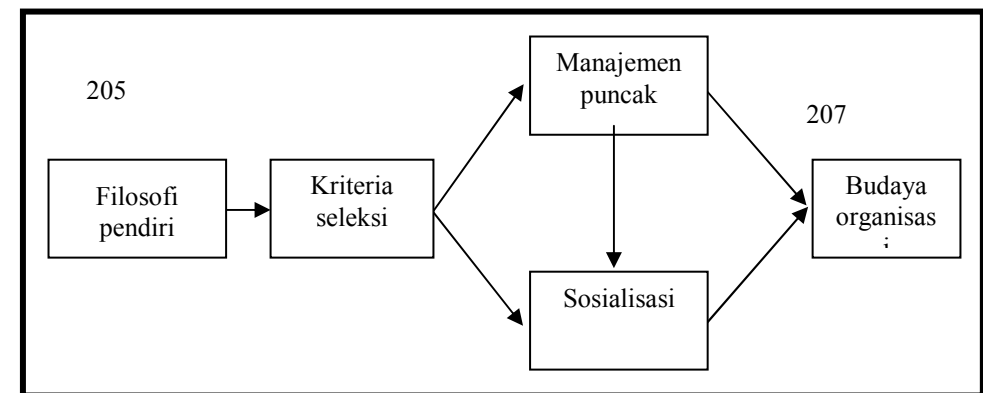 205
Filosofi
pendiri
Kriteria
seleksi
Manajemen
puncak
Sosialisasi
207
Budaya
organisas
i